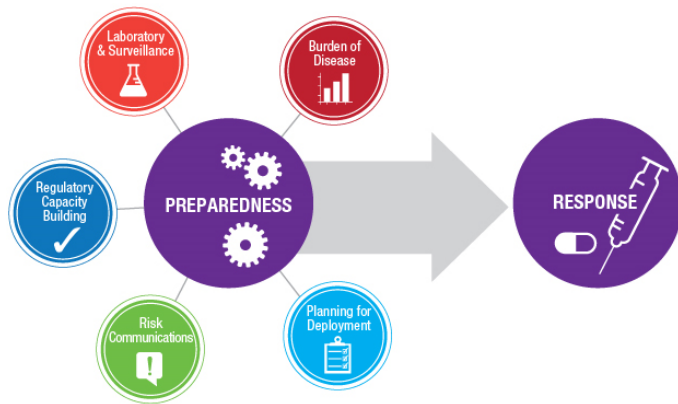 Laboratory
& Surveillance
Burden of
Disease
Regulatory
Capacity
Building
PREPAREDNESS
RESPONSE
Risk
Communications
Planning for
Deployment